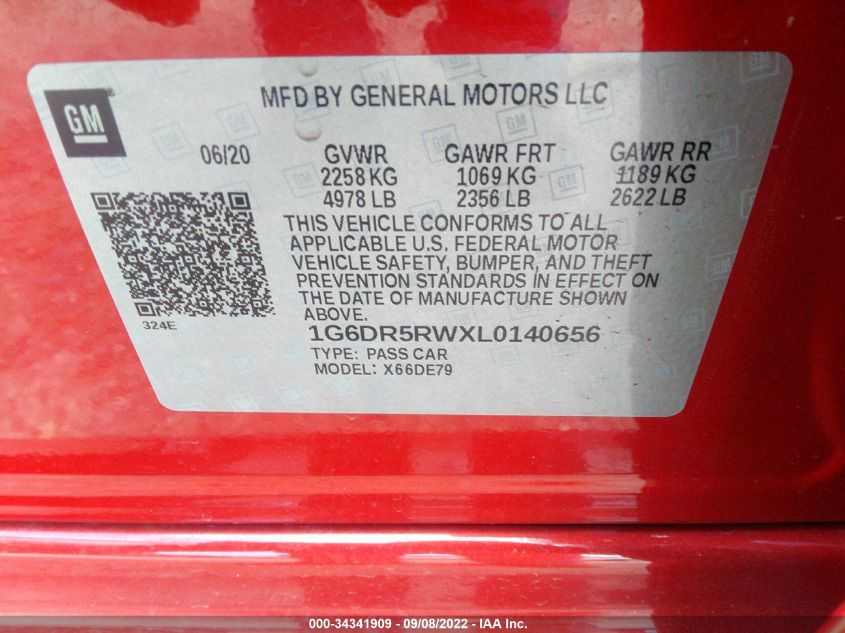 GM
MFD BY GENERAL MOTORS LLC
06/20 GVWR GAWR FRT GAWR RR
2258 KG 1069 KG 1189 KG
4978 LB 2356 LB 2622 LB
THIS VEHICLE CONFORMS TO ALL
APPLICABLE U.S. FEDERAL MOTOR
VEHICLE SAFETY, BUMPER, AND THEFT
PREVENTION STANDARDS IN EFFECT ON
THE DATE OF MANUFACTURE SHOWN
ABOVE.
324E
1G6DR5RWXL0140656
TYPE: PASS CAR
MODEL: X66DE79
000-34341909 - 09/08/2022 - IAA Inc.